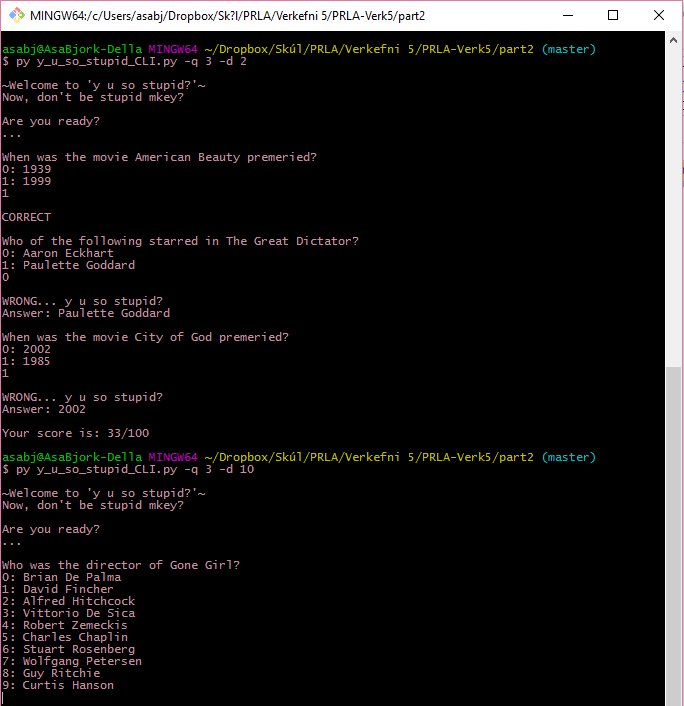 MINGW64:/c/Users/asabj/Dropbox/Sk?l/PRLA/Verkefni 5/PRLA-Verk5/part2
asabj@AsaBjork-Della MINGW64 ~/Dropbox/Skúl/PRLA/Verkefni 5/PRLA-Verk5/part2 (master)
$ py y_u_so_stupid_CLI.py -q 3 -d 2
~Welcome to 'y u so stupid?'~
Now, don't be stupid mkey?
Are you ready?
...
When was the movie American Beauty premeried?
0: 1939
1: 1999
1
CORRECT
Who of the following starred in The Great Dictator?
0: Aaron Eckhart
1: Paulette Goddard
0
WRONG... y u so stupid?
Answer: Paulette Goddard
When was the movie City of God premeried?
0: 2002
1: 1985
1
WRONG... y u so stupid?
Answer: 2002
Your score is: 33/100
asabj@AsaBjork-Della MINGW64 ~/Dropbox/Skúl/PRLA/Verkefni 5/PRLA-Verk5/part2 (master)
$ py y_u_so_stupid_CLI.py -q 3 -d 10
~Welcome to 'y u so stupid?'~
Now, don't be stupid mkey?
Are you ready?
...
Who was the director of Gone Girl?
0: Brian De Palma
1: David Fincher
2: Alfred Hitchcock
3: Vittorio De Sica
4: Robert Zemeckis
5: Charles Chaplin
6: Stuart Rosenberg
7: Wolfgang Petersen
8: Guy Ritchie
9: Curtis Hanson